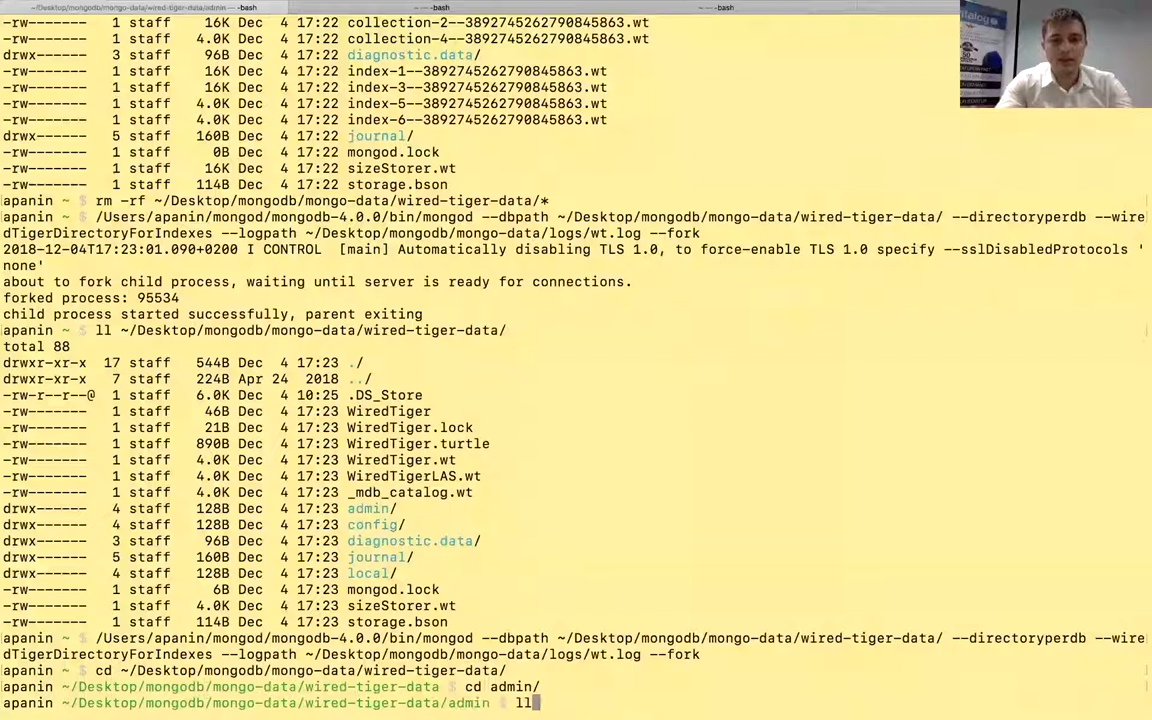 ~/Desktop/mongodb/mongo-data/wired-tiger-data/admin — -bash
~ — -bash
~ — -bash
-rw------- 1 staff 16K Dec 4 17:22 collection-2--3892745262790845863.wt
-rw------- 1 staff 4.0K Dec 4 17:22 collection-4--3892745262790845863.wt
drwx------ 3 staff 96B Dec 4 17:22 diagnostic.data/
-rw------- 1 staff 16K Dec 4 17:22 index-1--3892745262790845863.wt
-rw------- 1 staff 16K Dec 4 17:22 index-3--3892745262790845863.wt
-rw------- 1 staff 4.0K Dec 4 17:22 index-5--3892745262790845863.wt
-rw------- 1 staff 4.0K Dec 4 17:22 index-6--3892745262790845863.wt
drwx------ 5 staff 160B Dec 4 17:22 journal/
-rw------- 1 staff 0B Dec 4 17:22 mongod.lock
-rw------- 1 staff 16K Dec 4 17:22 sizeStorer.wt
-rw------- 1 staff 114B Dec 4 17:22 storage.bson
apanin ~ $ rm -rf ~/Desktop/mongodb/mongo-data/wired-tiger-data/*
apanin ~ $ /Users/apanin/mongod/mongodb-4.0.0/bin/mongod --dbpath ~/Desktop/mongodb/mongo-data/wired-tiger-data/ --directoryperdb --wire
dTigerDirectoryForIndexes --logpath ~/Desktop/mongodb/mongo-data/logs/wt.log --fork
2018-12-04T17:23:01.090+0200 I CONTROL [main] Automatically disabling TLS 1.0, to force-enable TLS 1.0 specify --sslDisabledProtocols '
none'
about to fork child process, waiting until server is ready for connections.
forked process: 95534
child process started successfully, parent exiting
apanin ~ $ ll ~/Desktop/mongodb/mongo-data/wired-tiger-data/
total 88
drwxr-xr-x 17 staff 544B Dec 4 17:23 ./
drwxr-xr-x 7 staff 224B Apr 24 2018 ../
-rw-r--r--@ 1 staff 6.0K Dec 4 10:25 .DS_Store
-rw------- 1 staff 46B Dec 4 17:23 WiredTiger
-rw------- 1 staff 21B Dec 4 17:23 WiredTiger.lock
-rw------- 1 staff 890B Dec 4 17:23 WiredTiger.turtle
-rw------- 1 staff 4.0K Dec 4 17:23 WiredTiger.wt
-rw------- 1 staff 4.0K Dec 4 17:23 WiredTigerLAS.wt
-rw------- 1 staff 4.0K Dec 4 17:23 _mdb_catalog.wt
drwx------ 4 staff 128B Dec 4 17:23 admin/
drwx------ 4 staff 128B Dec 4 17:23 config/
drwx------ 3 staff 96B Dec 4 17:23 diagnostic.data/
drwx------ 5 staff 160B Dec 4 17:23 journal/
drwx------ 4 staff 128B Dec 4 17:23 local/
-rw------- 1 staff 6B Dec 4 17:23 mongod.lock
-rw------- 1 staff 4.0K Dec 4 17:23 sizeStorer.wt
-rw------- 1 staff 114B Dec 4 17:23 storage.bson
apanin ~ $ /Users/apanin/mongod/mongodb-4.0.0/bin/mongod --dbpath ~/Desktop/mongodb/mongo-data/wired-tiger-data/ --directoryperdb --wire
dTigerDirectoryForIndexes --logpath ~/Desktop/mongodb/mongo-data/logs/wt.log --fork
apanin ~ $ cd ~/Desktop/mongodb/mongo-data/wired-tiger-data/
apanin ~/Desktop/mongodb/mongo-data/wired-tiger-data $ cd admin/
apanin ~/Desktop/mongodb/mongo-data/wired-tiger-data/admin $ ll